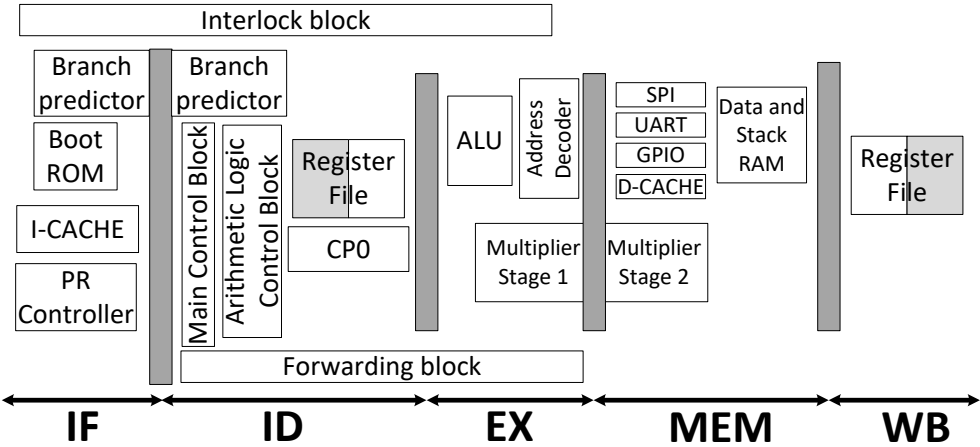 Interlock block
Branch
predictor
Boot
ROM
I-CACHE
PR
Controller
Branch
predictor
Main Control Block
Arithmetic Logic
Control Block
Register
File
CP0
Forwarding block
ALU
Address
Decoder
Multiplier
Stage 1
SPI
UART
GPIO
D-CACHE
Data and
Stack
RAM
Multiplier
Stage 2
Register
File
IF
ID
EX
MEM
WB